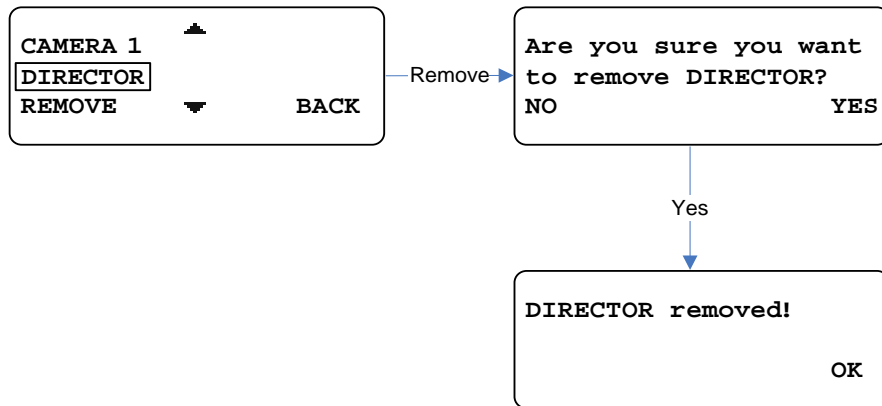 CAMERA 1
DIRECTOR
REMOVE BACK
Remove
Are you sure you want
to remove DIRECTOR?
NO YES
Yes
DIRECTOR removed!
OK